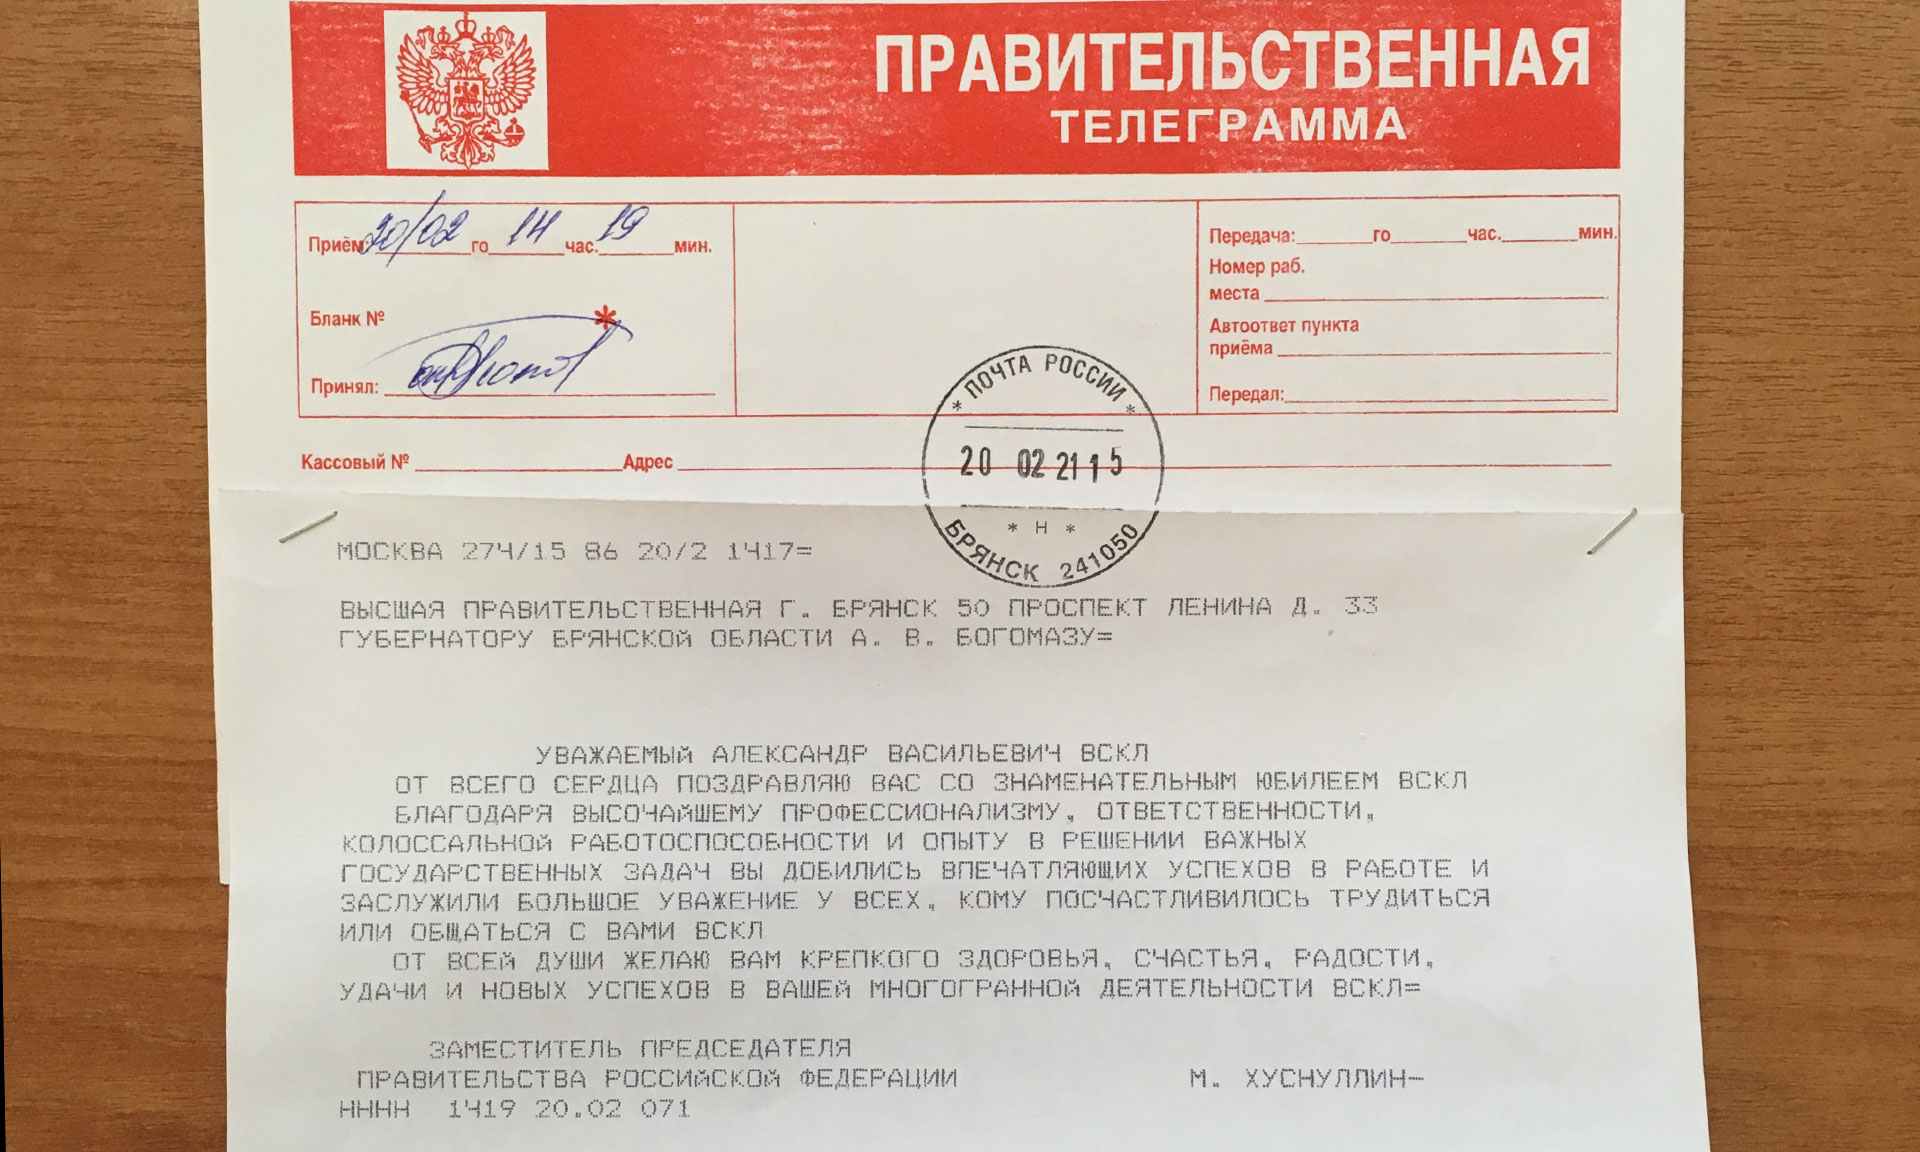 ПРАВИТЕЛЬСТВЕННАЯ
ТЕЛЕГРАММА
Приём: 20/02 го 14 час. 19 мин.
Бланк №
*
Принял:
Передача: го час. мин.
Номер раб.
места
Автоответ пункта
приёма
Передал:
Кассовый № Адрес
* ПОЧТА РОССИИ *
20 02 21 15
* Н *
БРЯНСК 241050
МОСКВА 274/15 86 20/2 1417=
ВЫСШАЯ ПРАВИТЕЛЬСТВЕННАЯ Г. БРЯНСК 50 ПРОСПЕКТ ЛЕНИНА Д. 33
ГУБЕРНАТОРУ БРЯНСКОЙ ОБЛАСТИ А. В. БОГОМАЗУ=
УВАЖАЕМЫЙ АЛЕКСАНДР ВАСИЛЬЕВИЧ ВСКЛ
ОТ ВСЕГО СЕРДЦА ПОЗДРАВЛЯЮ ВАС СО ЗНАМЕНАТЕЛЬНЫМ ЮБИЛЕЕМ ВСКЛ
БЛАГОДАРЯ ВЫСОЧАЙШЕМУ ПРОФЕССИОНАЛИЗМУ, ОТВЕТСТВЕННОСТИ,
КОЛОССАЛЬНОЙ РАБОТОСПОСОБНОСТИ И ОПЫТУ В РЕШЕНИИ ВАЖНЫХ
ГОСУДАРСТВЕННЫХ ЗАДАЧ ВЫ ДОБИЛИСЬ ВПЕЧАТЛЯЮЩИХ УСПЕХОВ В РАБОТЕ И
ЗАСЛУЖИЛИ БОЛЬШОЕ УВАЖЕНИЕ У ВСЕХ, КОМУ ПОСЧАСТЛИВИЛОСЬ ТРУДИТЬСЯ
ИЛИ ОБЩАТЬСЯ С ВАМИ ВСКЛ
ОТ ВСЕЙ ДУШИ ЖЕЛАЮ ВАМ КРЕПКОГО ЗДОРОВЬЯ, СЧАСТЬЯ, РАДОСТИ,
УДАЧИ И НОВЫХ УСПЕХОВ В ВАШЕЙ МНОГОГРАННОЙ ДЕЯТЕЛЬНОСТИ ВСКЛ=
ЗАМЕСТИТЕЛЬ ПРЕДСЕДАТЕЛЯ
ПРАВИТЕЛЬСТВА РОССИЙСКОЙ ФЕДЕРАЦИИ М. ХУСНУЛЛИН-
НННН 1419 20.02 071